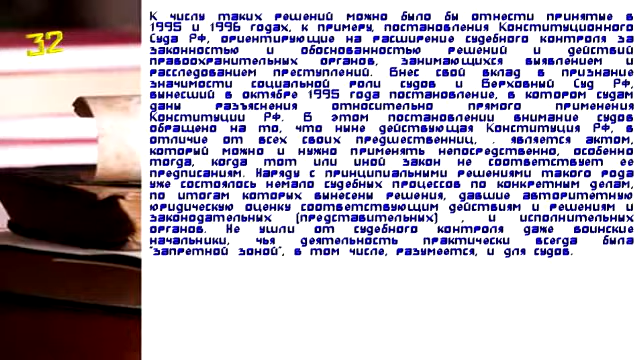 32
К числу таких решений можно было бы отнести принятые в
1995 и 1996 годах, к примеру, постановления Конституционного
Суда РФ, ориентирующие на расширение судебного контроля за
законностью и обоснованностью решений и действий
правоохранительных органов, занимающихся выявлением и
расследованием преступлений. Внес свой вклад в признание
значимости социальной роли судов и Верховный Суд РФ,
вынесший в октябре 1995 года постановление, в котором судам
даны разъяснения относительно прямого применения
Конституции РФ. В этом постановлении внимание судов
обращено на то, что ныне действующая Конституция РФ, в
отличие от всех своих предшественниц, . является актом,
который можно и нужно применять непосредственно, особенно
тогда, когда тот или иной закон не соответствует ее
предписаниям. Наряду с принципиальными решениями такого рода
уже состоялось немало судебных процессов по конкретным делам,
по итогам которых вынесены решения, давшие авторитетную
юридическую оценку соответствующим действиям и решениям и
законодательных (представительных) , и исполнительных
органов. Не ушли от судебного контроля даже воинские
начальники, чья деятельность практически всегда была
"запретной зоной", в том числе, разумеется, и для судов.